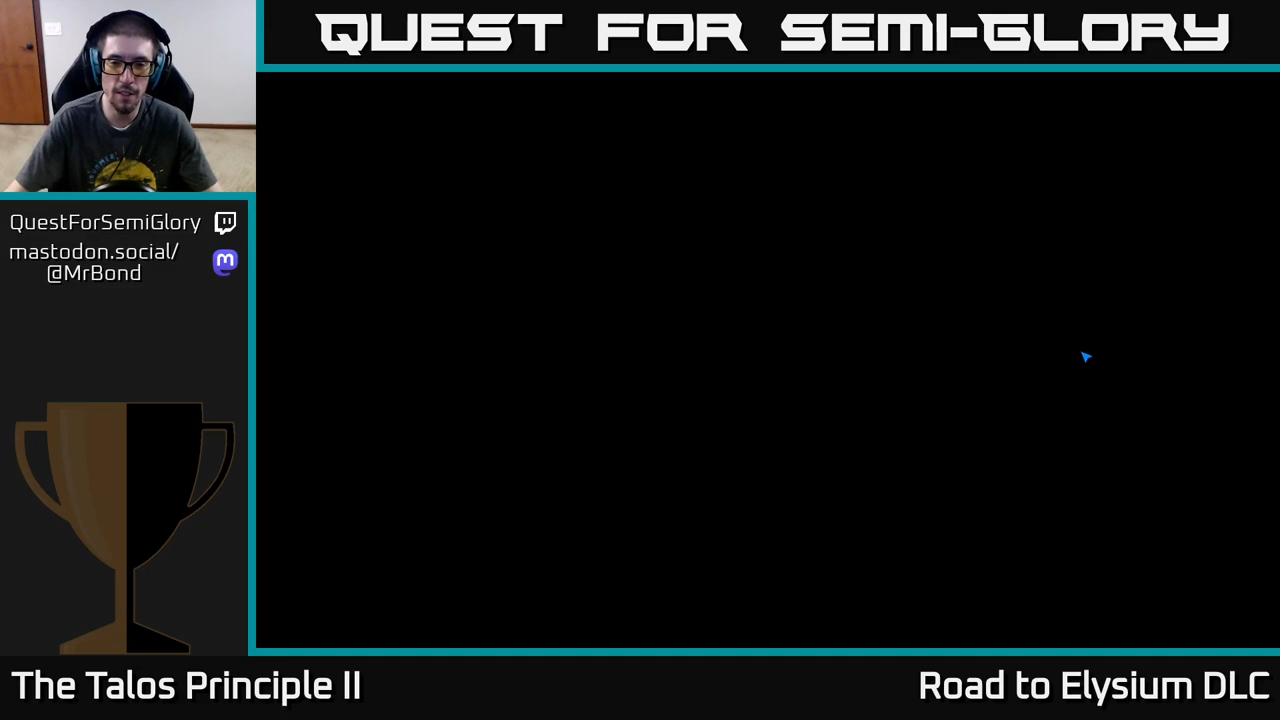 QUEST FOR SEMI-GLORY
QuestForSemiGlory
mastodon.social/
@MrBond
The Talos Principle II
Road to Elysium DLC